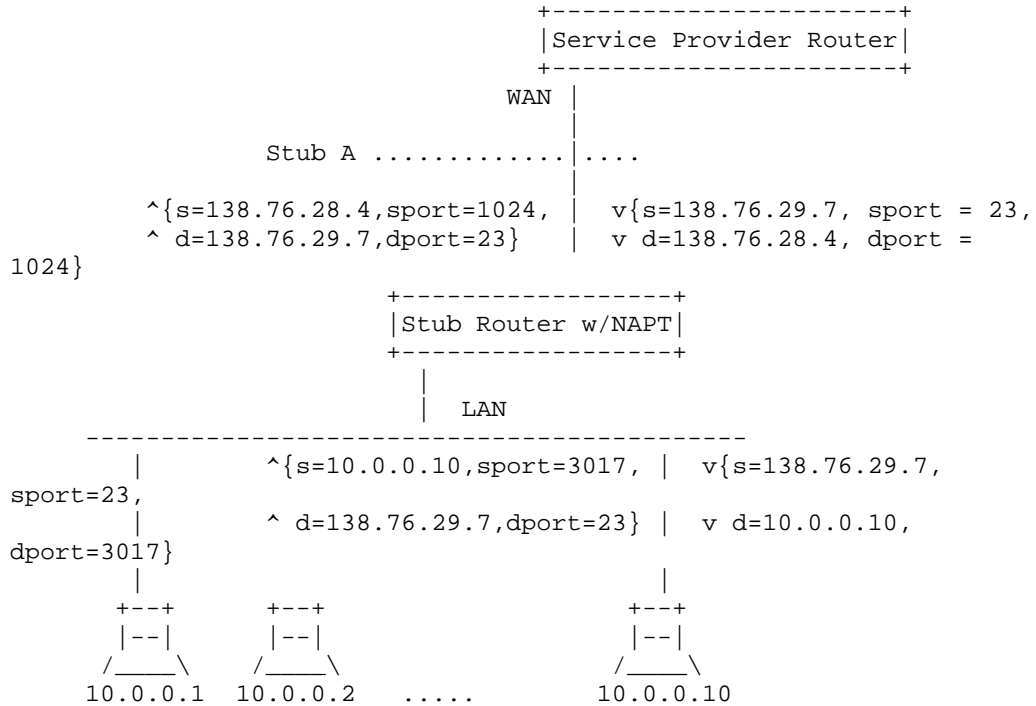 Service Provider Router
WAN
Stub A .............|....
^{s=138.76.28.4,sport=1024, | v{s=138.76.29.7, sport = 23,
^ d=138.76.29.7,dport=23} | v d=138.76.28.4, dport =
1024}
Stub Router w/NAPT
LAN
^{s=10.0.0.10,sport=3017, | v{s=138.76.29.7,
sport=23,
^ d=138.76.29.7,dport=23} | v d=10.0.0.10,
dport=3017}
10.0.0.1 10.0.0.2 ..... 10.0.0.10